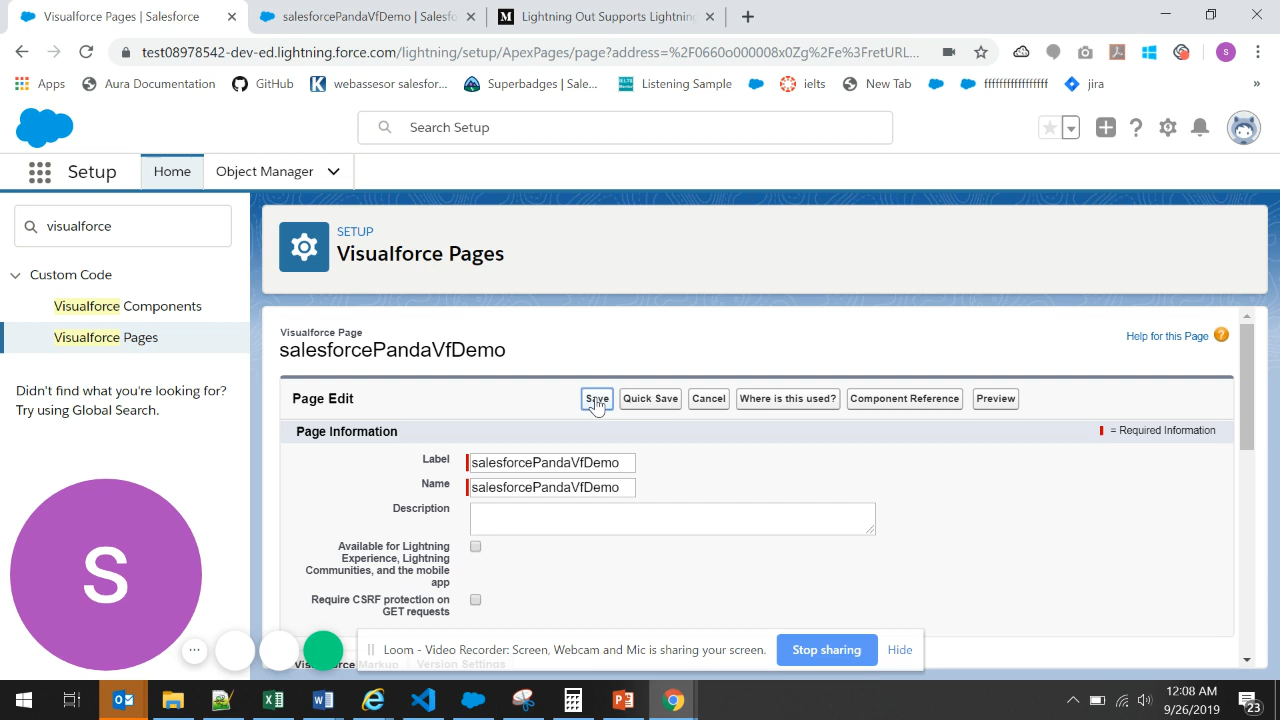 Visualforce Pages | Salesforce
salesforcePandaVfDemo | Salesfo
Lightning Out Supports Lightning
test08978542-dev-ed.lightning.force.com/lightning/setup/ApexPages/page?address=%2F0660o000008x0Zg%2Fe%3FretURL...
S
Apps
Aura Documentation
GitHub
webassesor salesfor...
Superbadges | Sale...
Listening Sample
ielts
New Tab
fffffffffffffffff
jira
»
Search Setup
Setup
Home
Object Manager
visualforce
Custom Code
Visualforce Components
Visualforce Pages
Didn't find what you're looking for?
Try using Global Search.
SETUP
Visualforce Pages
Visualforce Page
salesforcePandaVfDemo
Help for this Page
Page Edit
Save
Quick Save
Cancel
Where is this used?
Component Reference
Preview
Page Information
= Required Information
Label
salesforcePandaVfDemo
Name
salesforcePandaVfDemo
Description
Available for Lightning
Experience, Lightning
Communities, and the mobile
app
Require CSRF protection on
GET requests
S
Loom - Video Recorder: Screen, Webcam and Mic is sharing your screen.
Stop sharing
Hide
Visualforce Markup
Version Settings
12:08 AM
9/26/2019
23